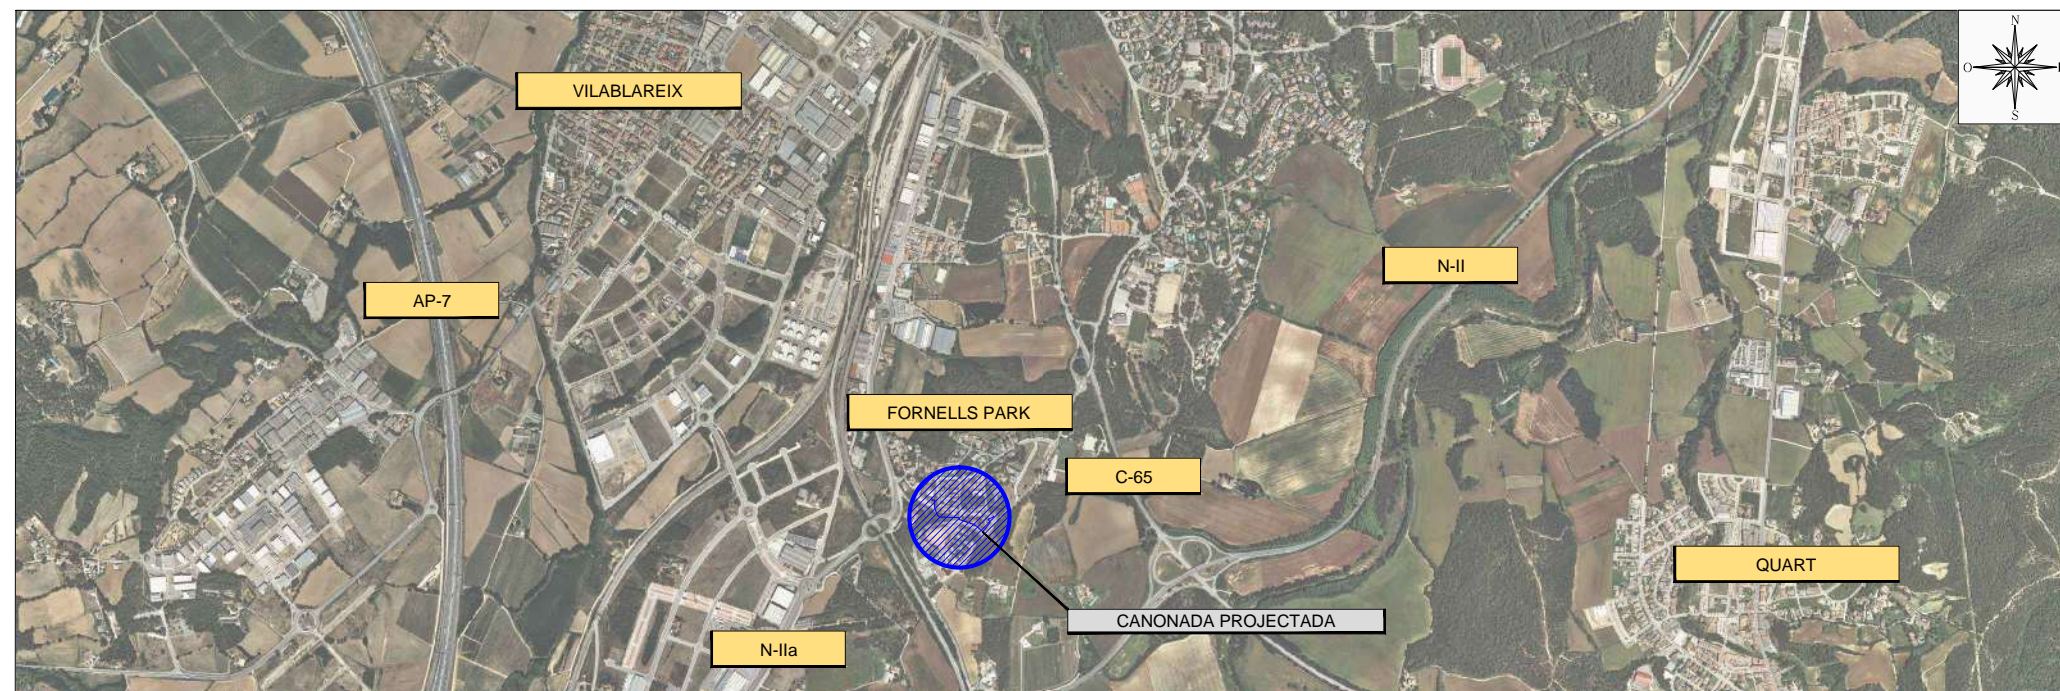 N
VILABLAREIX
O
S
N-II
AP-7
FORNELLS PARK
C-65
QUART
CANONADA PROJECTADA
N-IIa